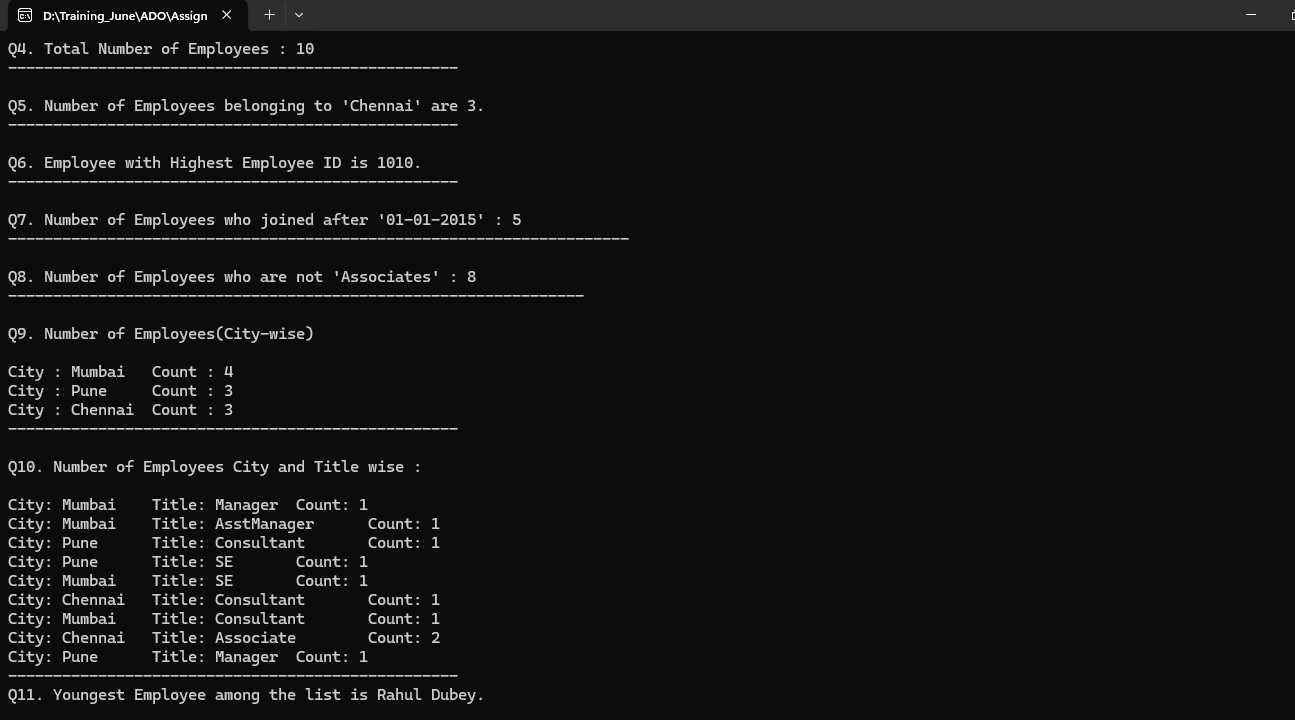 D:\Training_June\ADO\Assign
Q4. Total Number of Employees : 10
--------------------------------------------------
Q5. Number of Employees belonging to 'Chennai' are 3.
--------------------------------------------------
Q6. Employee with Highest Employee ID is 1010.
--------------------------------------------------
Q7. Number of Employees who joined after '01-01-2015' : 5
---------------------------------------------------------------------
Q8. Number of Employees who are not 'Associates' : 8
----------------------------------------------------------------
Q9. Number of Employees(City-wise)
City : Mumbai   Count : 4
City : Pune     Count : 3
City : Chennai  Count : 3
--------------------------------------------------
Q10. Number of Employees City and Title wise :
City: Mumbai    Title: Manager  Count: 1
City: Mumbai    Title: AsstManager      Count: 1
City: Pune      Title: Consultant       Count: 1
City: Pune      Title: SE       Count: 1
City: Mumbai    Title: SE       Count: 1
City: Chennai   Title: Consultant       Count: 1
City: Mumbai    Title: Consultant       Count: 1
City: Chennai   Title: Associate        Count: 2
City: Pune      Title: Manager  Count: 1
--------------------------------------------------
Q11. Youngest Employee among the list is Rahul Dubey.